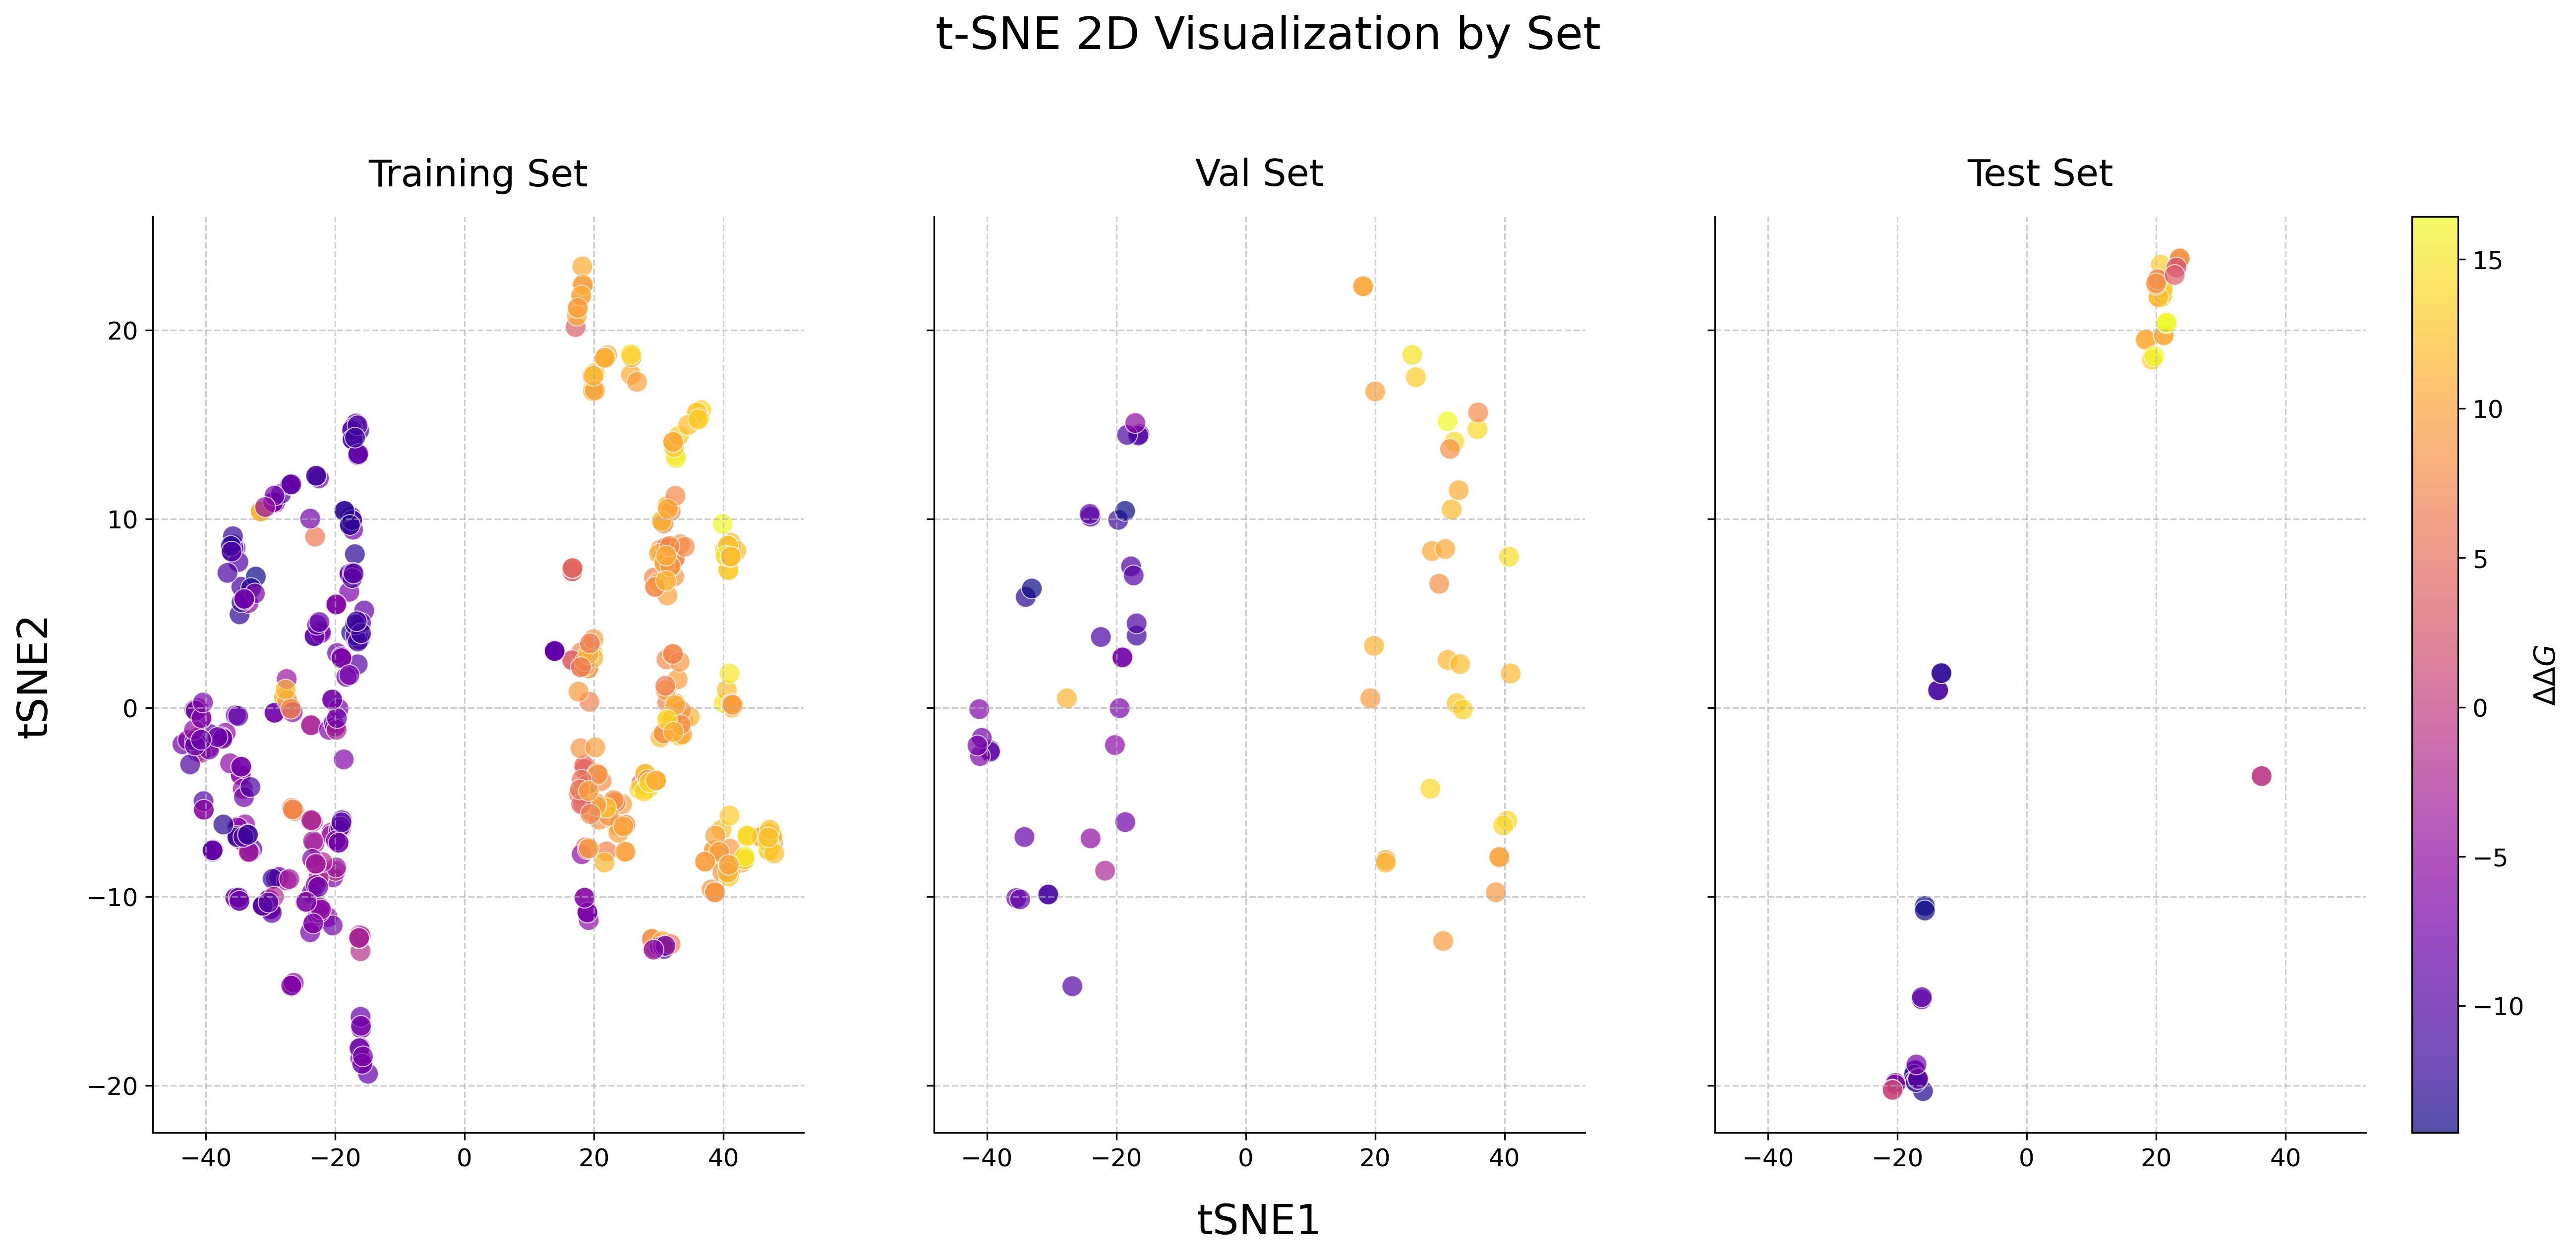 t-SNE 2D Visualization by Set
Training Set
Val Set
Test Set
tSNE2
20
10
0
−10
−20
−40 −20 0 20 40
−40 −20 0 20 40
−40 −20 0 20 40
tSNE1
15
10
5
0
−5
−10
ΔΔG